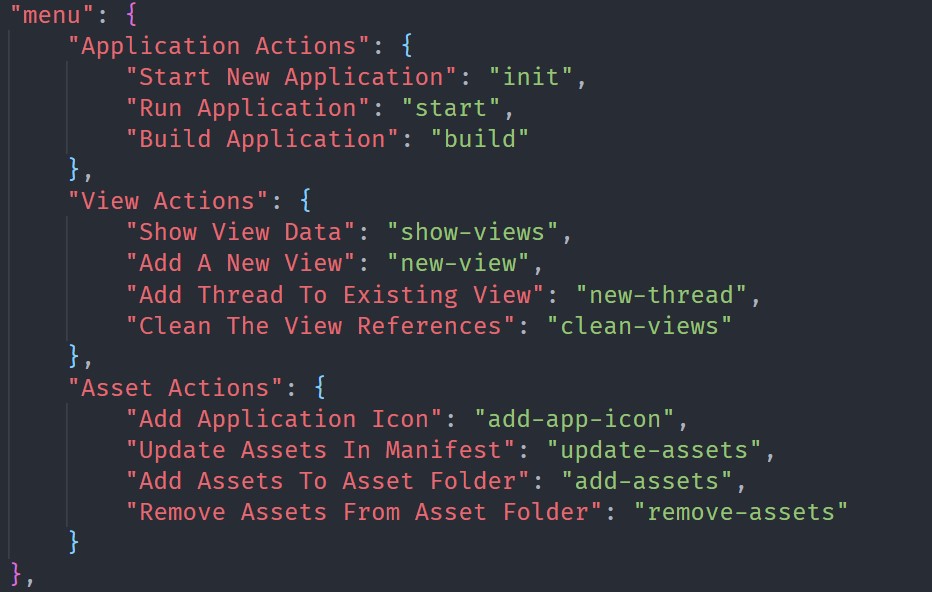 "menu": {
"Application Actions": {
"Start New Application": "init",
"Run Application": "start",
"Build Application": "build"
},
"View Actions": {
"Show View Data": "show-views",
"Add A New View": "new-view",
"Add Thread To Existing View": "new-thread",
"Clean The View References": "clean-views"
},
"Asset Actions": {
"Add Application Icon": "add-app-icon",
"Update Assets In Manifest": "update-assets",
"Add Assets To Asset Folder": "add-assets",
"Remove Assets From Asset Folder": "remove-assets"
}
},